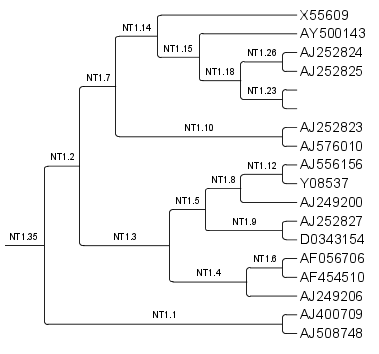 X55609
NT1.14
AY500143
NT1.15
NT1.26
AJ252824
NT1.18
AJ252825
NT1.7
NT1.23
NT1.10
AJ252823
AJ576010
NT1.2
NT1.12
AJ556156
NT1.8
Y08537
NT1.5
AJ249200
NT1.9
AJ252827
NT1.35
NT1.3
D0343154
NT1.6
AF056706
NT1.4
AF454510
AJ249206
NT1.1
AJ400709
AJ508748